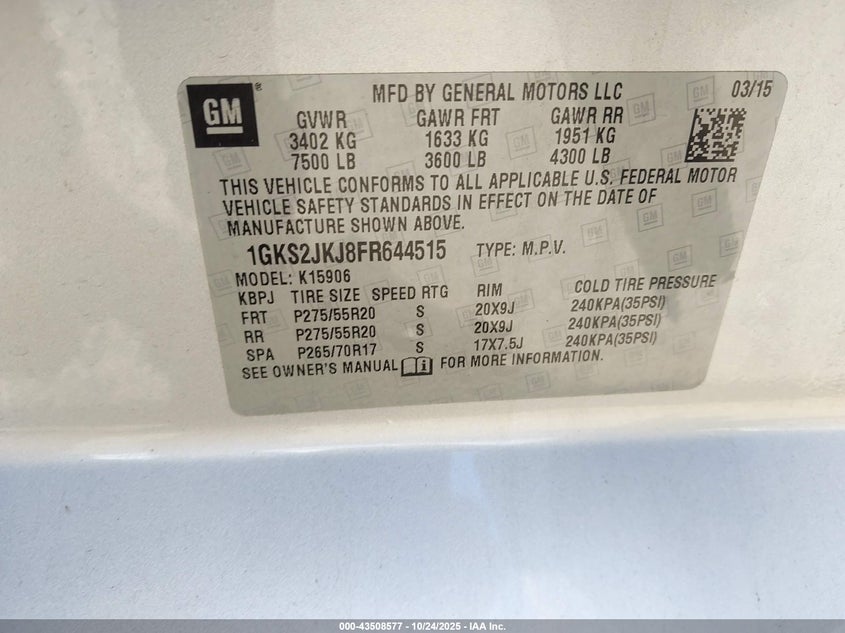 GM ®
MFD BY GENERAL MOTORS LLC 03/15
GVWR GAWR FRT GAWR RR
3402 KG 1633 KG 1951 KG
7500 LB 3600 LB 4300 LB
THIS VEHICLE CONFORMS TO ALL APPLICABLE U.S. FEDERAL MOTOR
VEHICLE SAFETY STANDARDS IN EFFECT ON THE DATE OF
MANUFACTURE SHOWN ABOVE.
1GKS2JKJ8FR644515 TYPE: M.P.V.
MODEL: K15906
KBPJ TIRE SIZE SPEED RTG RIM COLD TIRE PRESSURE
FRT P275/55R20 S 20X9J 240KPA(35PSI)
RR P275/55R20 S 20X9J 240KPA(35PSI)
SPA P265/70R17 S 17X7.5J 240KPA(35PSI)
SEE OWNER'S MANUAL FOR MORE INFORMATION.
000-43508577 - 10/24/2025 - IAA Inc.